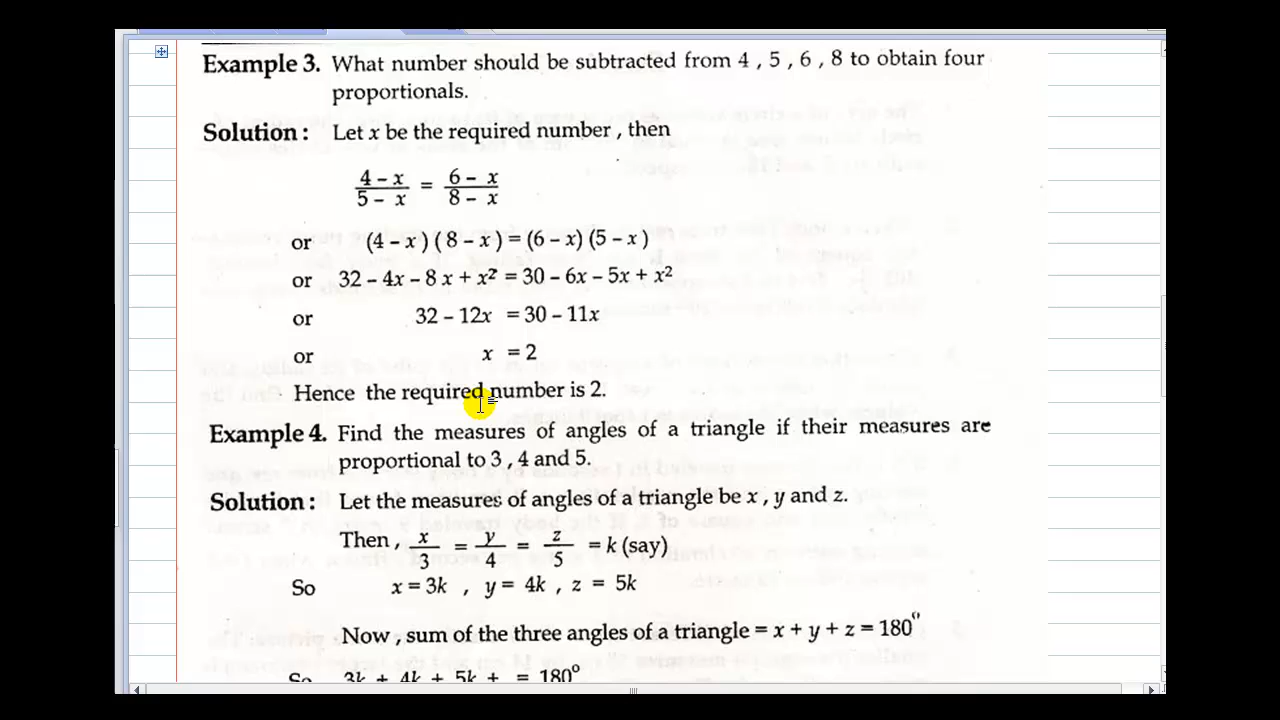 Example 3. What number should be subtracted from 4 , 5 , 6 , 8 to obtain four
proportionals.
Solution : Let x be the required number , then
4 – x / 5 – x = 6 – x / 8 – x
or (4 – x ) ( 8 – x ) = (6 – x) (5 – x )
or 32 – 4x – 8 x + x² = 30 – 6x – 5x + x²
or 32 – 12x = 30 – 11x
or x = 2
Hence the required number is 2.
Example 4. Find the measures of angles of a triangle if their measures are
proportional to 3 , 4 and 5.
Solution : Let the measures of angles of a triangle be x , y and z.
Then , x/3 = y/4 = z/5 = k (say)
So x = 3k , y = 4k , z = 5k
Now , sum of the three angles of a triangle = x + y + z = 180°
So 3k + 4k + 5k + = 180°